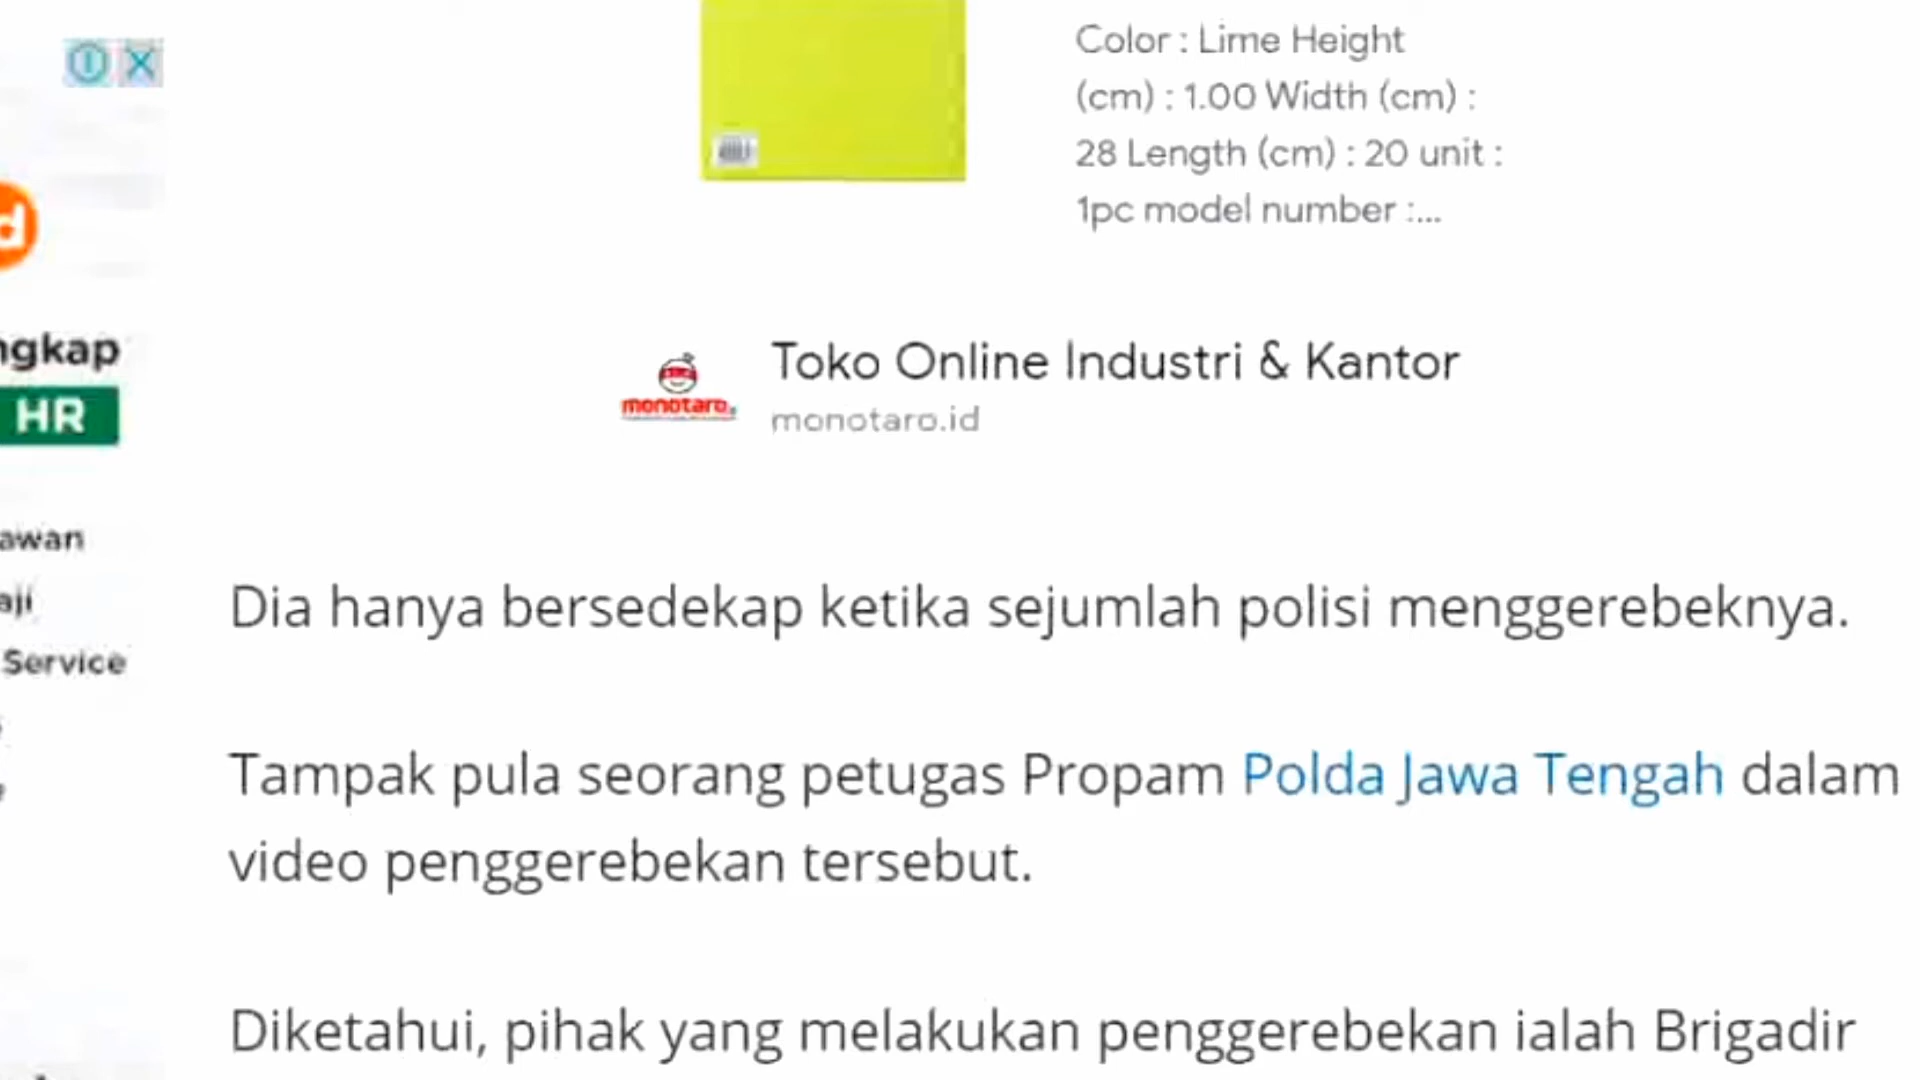 Color : Lime Height
(cm) : 1.00 Width (cm) :
28 Length (cm) : 20 unit :
1pc model number :...
d
ngkap
HR
Toko Online Industri & Kantor
monotaro
monotaro.id
awan
aji
Service
Dia hanya bersedekap ketika sejumlah polisi menggerebeknya.
Tampak pula seorang petugas Propam Polda Jawa Tengah dalam
video penggerebekan tersebut.
Diketahui, pihak yang melakukan penggerebekan ialah Brigadir